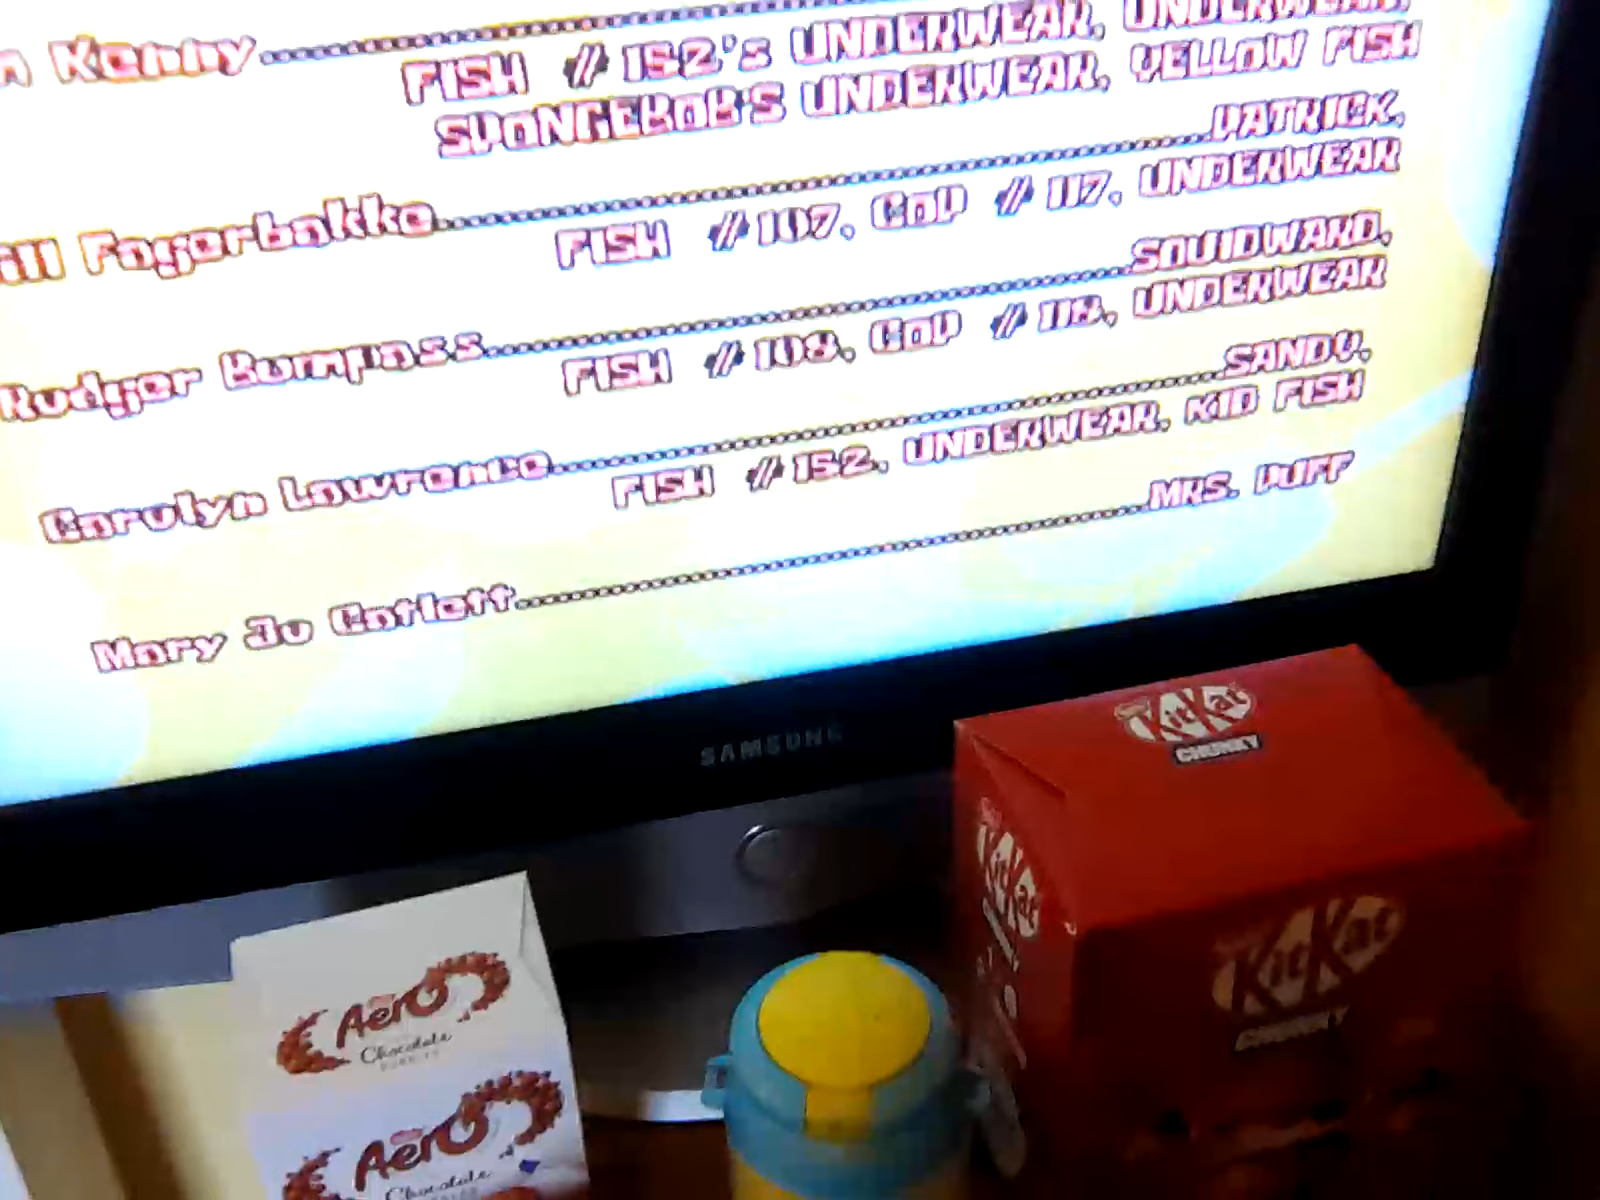 n Kenny
FISH #152's UNDERWEAR, UNDERWEAR,
SPONGEBOB'S UNDERWEAR, YELLOW FISH
ill Fagerbakke PATRICK,
FISH #107, Cop #117, UNDERWEAR
Rodger Bumpass SQUIDWARD,
FISH #108, Cop #118, UNDERWEAR
Carolyn Lawrence SANDY,
FISH #152, UNDERWEAR, KID FISH
Mary Jo Catlett MRS. PUFF
SAMSUNG
KitKat
CHUNKY
KitKat
KitKat
CHUNKY
Aero
Chocolate
Aero
Chocolate